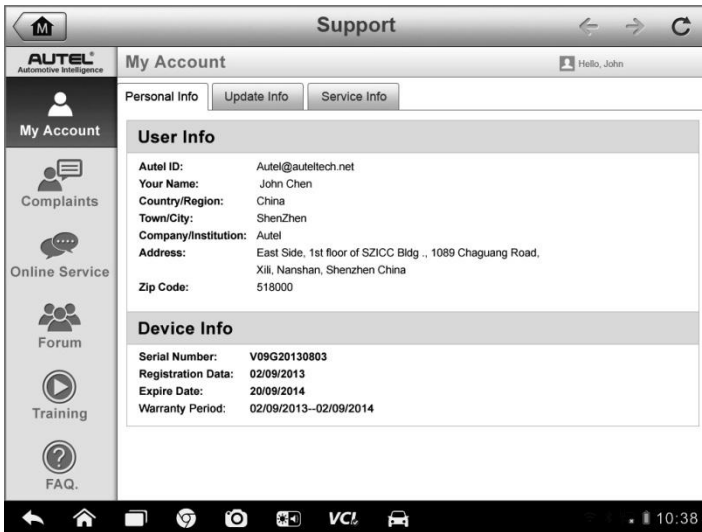 M
Support
AUTEL®
Automotive Intelligence
My Account
Hello, John
My Account
Complaints
Online Service
Forum
Training
?
FAQ.
Personal Info
Update Info
Service Info
User Info
Autel ID: Autel@auteltech.net
Your Name: John Chen
Country/Region: China
Town/City: ShenZhen
Company/Institution: Autel
Address: East Side, 1st floor of SZICC Bldg ., 1089 Chaguang Road,
Xili, Nanshan, Shenzhen China
Zip Code: 518000
Device Info
Serial Number: V09G20130803
Registration Data: 02/09/2013
Expire Date: 20/09/2014
Warranty Period: 02/09/2013--02/09/2014
VCI
10:38